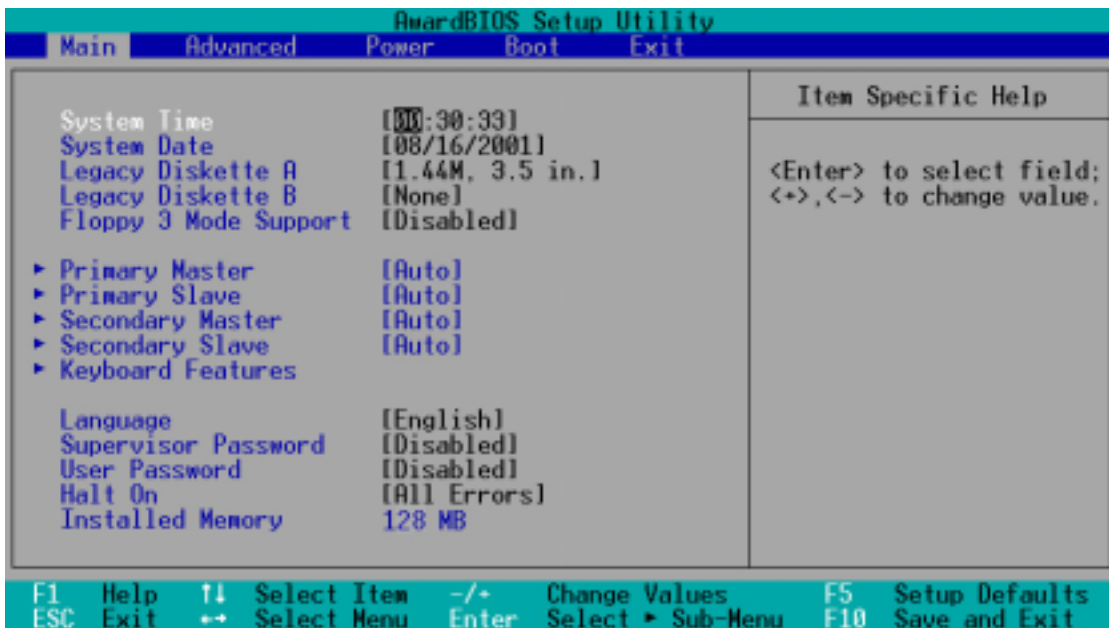 AwardBIOS Setup Utility
Main Advanced Power Boot Exit
System Time [00:30:33]
System Date [08/16/2001]
Legacy Diskette A [1.44M, 3.5 in.]
Legacy Diskette B [None]
Floppy 3 Mode Support [Disabled]
► Primary Master [Auto]
► Primary Slave [Auto]
► Secondary Master [Auto]
► Secondary Slave [Auto]
► Keyboard Features
Language [English]
Supervisor Password [Disabled]
User Password [Disabled]
Halt On [All Errors]
Installed Memory 128 MB
Item Specific Help
<Enter> to select field;
<+>,<-> to change value.
F1 Help ↑↓ Select Item -/+ Change Values F5 Setup Defaults
ESC Exit ←→ Select Menu Enter Select ► Sub-Menu F10 Save and Exit